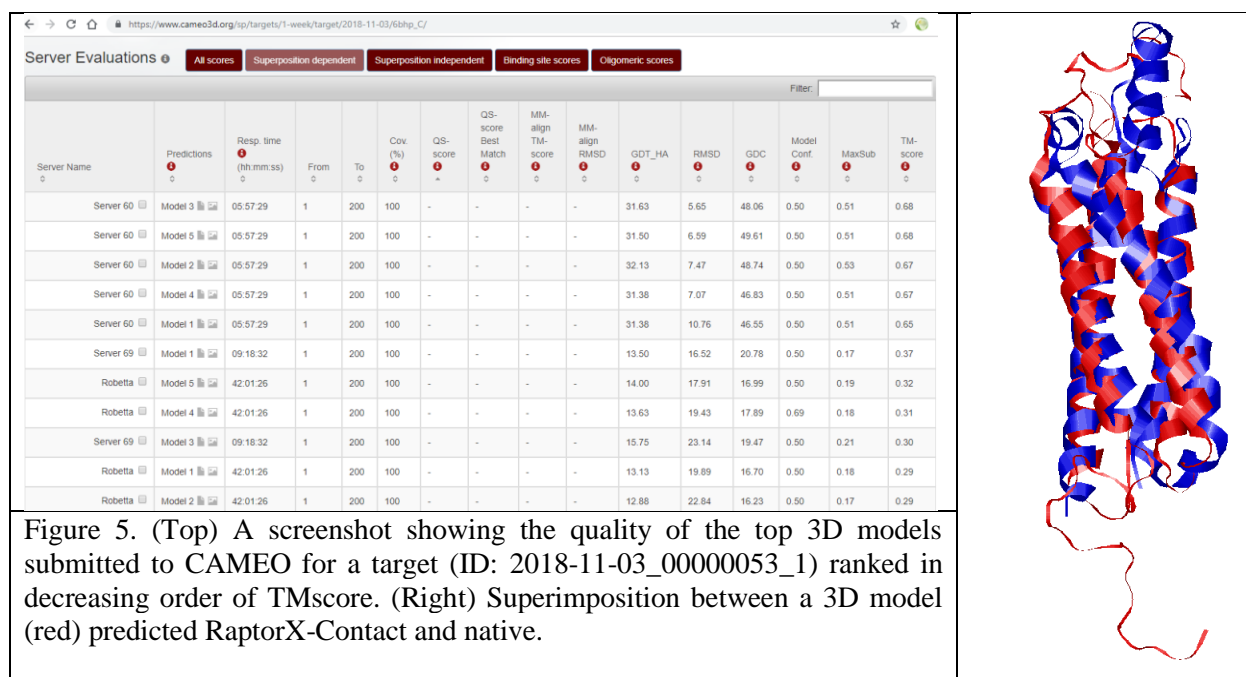 https://www.cameo3d.org/sp/targets/1-week/target/2018-11-03/6bhp_C/
Server Evaluations All scores Superposition dependent Superposition independent Binding site scores Oligomeric scores
Filter:
Server Name Predictions Resp. time (hh:mm:ss) From To Cov. (%) QS-score QS-score Best Match MM-align TM-score MM-align RMSD GDT_HA RMSD GDC Model Conf. MaxSub TM-score
Server 60 Model 3 05:57:29 1 200 100 - - - - 31.63 5.65 48.06 0.50 0.51 0.68
Server 60 Model 5 05:57:29 1 200 100 - - - - 31.50 6.59 49.61 0.50 0.51 0.68
Server 60 Model 2 05:57:29 1 200 100 - - - - 32.13 7.47 48.74 0.50 0.53 0.67
Server 60 Model 4 05:57:29 1 200 100 - - - - 31.38 7.07 46.83 0.50 0.51 0.67
Server 60 Model 1 05:57:29 1 200 100 - - - - 31.38 10.76 46.55 0.50 0.51 0.65
Server 69 Model 1 09:18:32 1 200 100 - - - - 13.50 16.52 20.78 0.50 0.17 0.37
Robetta Model 5 42:01:26 1 200 100 - - - - 14.00 17.91 16.99 0.50 0.19 0.32
Robetta Model 4 42:01:26 1 200 100 - - - - 13.63 19.43 17.89 0.69 0.18 0.31
Server 69 Model 3 09:18:32 1 200 100 - - - - 15.75 23.14 19.47 0.50 0.21 0.30
Robetta Model 1 42:01:26 1 200 100 - - - - 13.13 19.89 16.70 0.50 0.18 0.29
Robetta Model 2 42:01:26 1 200 100 - - - - 12.88 22.84 16.23 0.50 0.17 0.29
Figure 5. (Top) A screenshot showing the quality of the top 3D models
submitted to CAMEO for a target (ID: 2018-11-03_00000053_1) ranked in
decreasing order of TMscore. (Right) Superimposition between a 3D model
(red) predicted RaptorX-Contact and native.